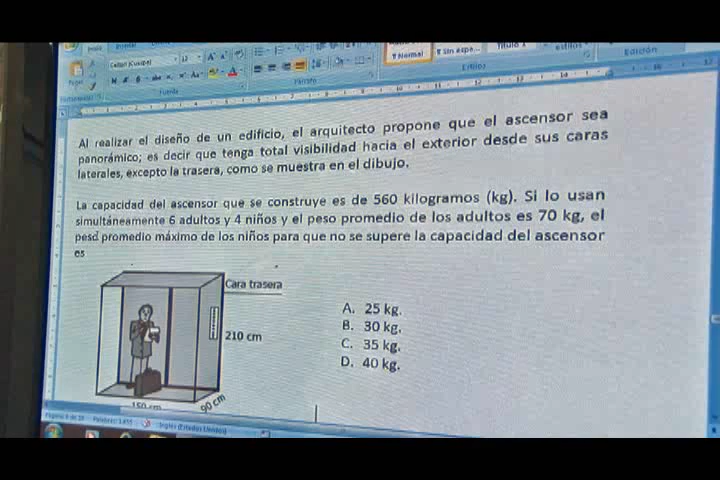 Normal
Título 1
estilos
Edición
Párrafo
Estilos
Al realizar el diseño de un edificio, el arquitecto propone que el ascensor sea
panorámico; es decir que tenga total visibilidad hacia el exterior desde sus caras
laterales, excepto la trasera, como se muestra en el dibujo.
La capacidad del ascensor que se construye es de 560 kilogramos (kg). Si lo usan
simultáneamente 6 adultos y 4 niños y el peso promedio de los adultos es 70 kg, el
peso promedio máximo de los niños para que no se supere la capacidad del ascensor
es
Cara trasera
210 cm
150 cm
90 cm
A. 25 kg.
B. 30 kg.
C. 35 kg.
D. 40 kg.
Inglés (Estados Unidos)